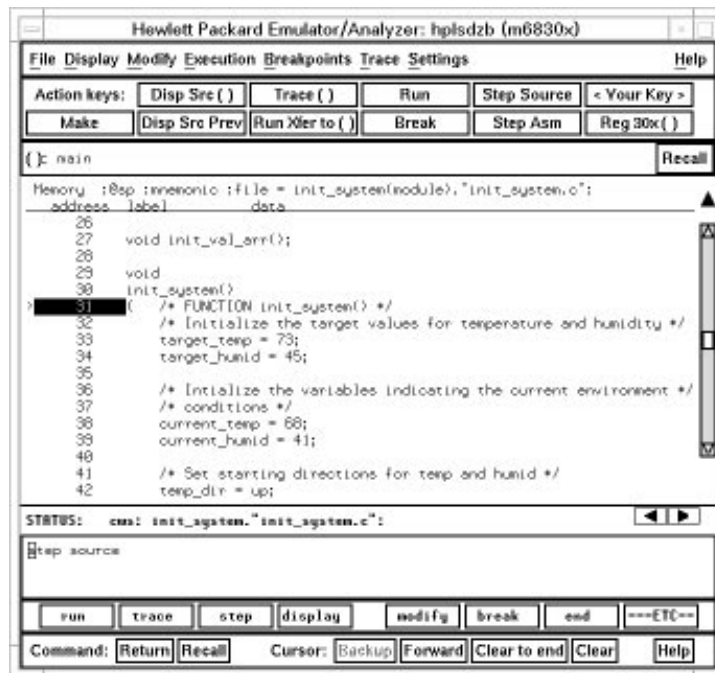 Hewlett Packard Emulator/Analyzer: hplsdzb (m6830x)
File Display Modify Execution Breakpoints Trace Settings Help
Action keys: Disp Src ( ) Trace ( ) Run Step Source < Your Key >
Make Disp Src Prev Run Xfer to ( ) Break Step Asm Reg 30x ( )
( ): main Recall
Memory :@sp :mnemonic :file = init_system(module)."init_system.c":
address label data
26
27 void init_val_arr();
28
29 void
30 init_system()
> 31 { /* FUNCTION init_system() */
32 /* Initialize the target values for temperature and humidity */
33 target_temp = 73;
34 target_humid = 45;
35
36 /* Intialize the variables indicating the current environment */
37 /* conditions */
38 current_temp = 68;
39 current_humid = 41;
40
41 /* Set starting directions for temp and humid */
42 temp_dir = up;
STATUS: cws: init_system."init_system.c":
step source
run trace step display modify break end ---ETC--
Command: Return Recall Cursor: Backup Forward Clear to end Clear Help